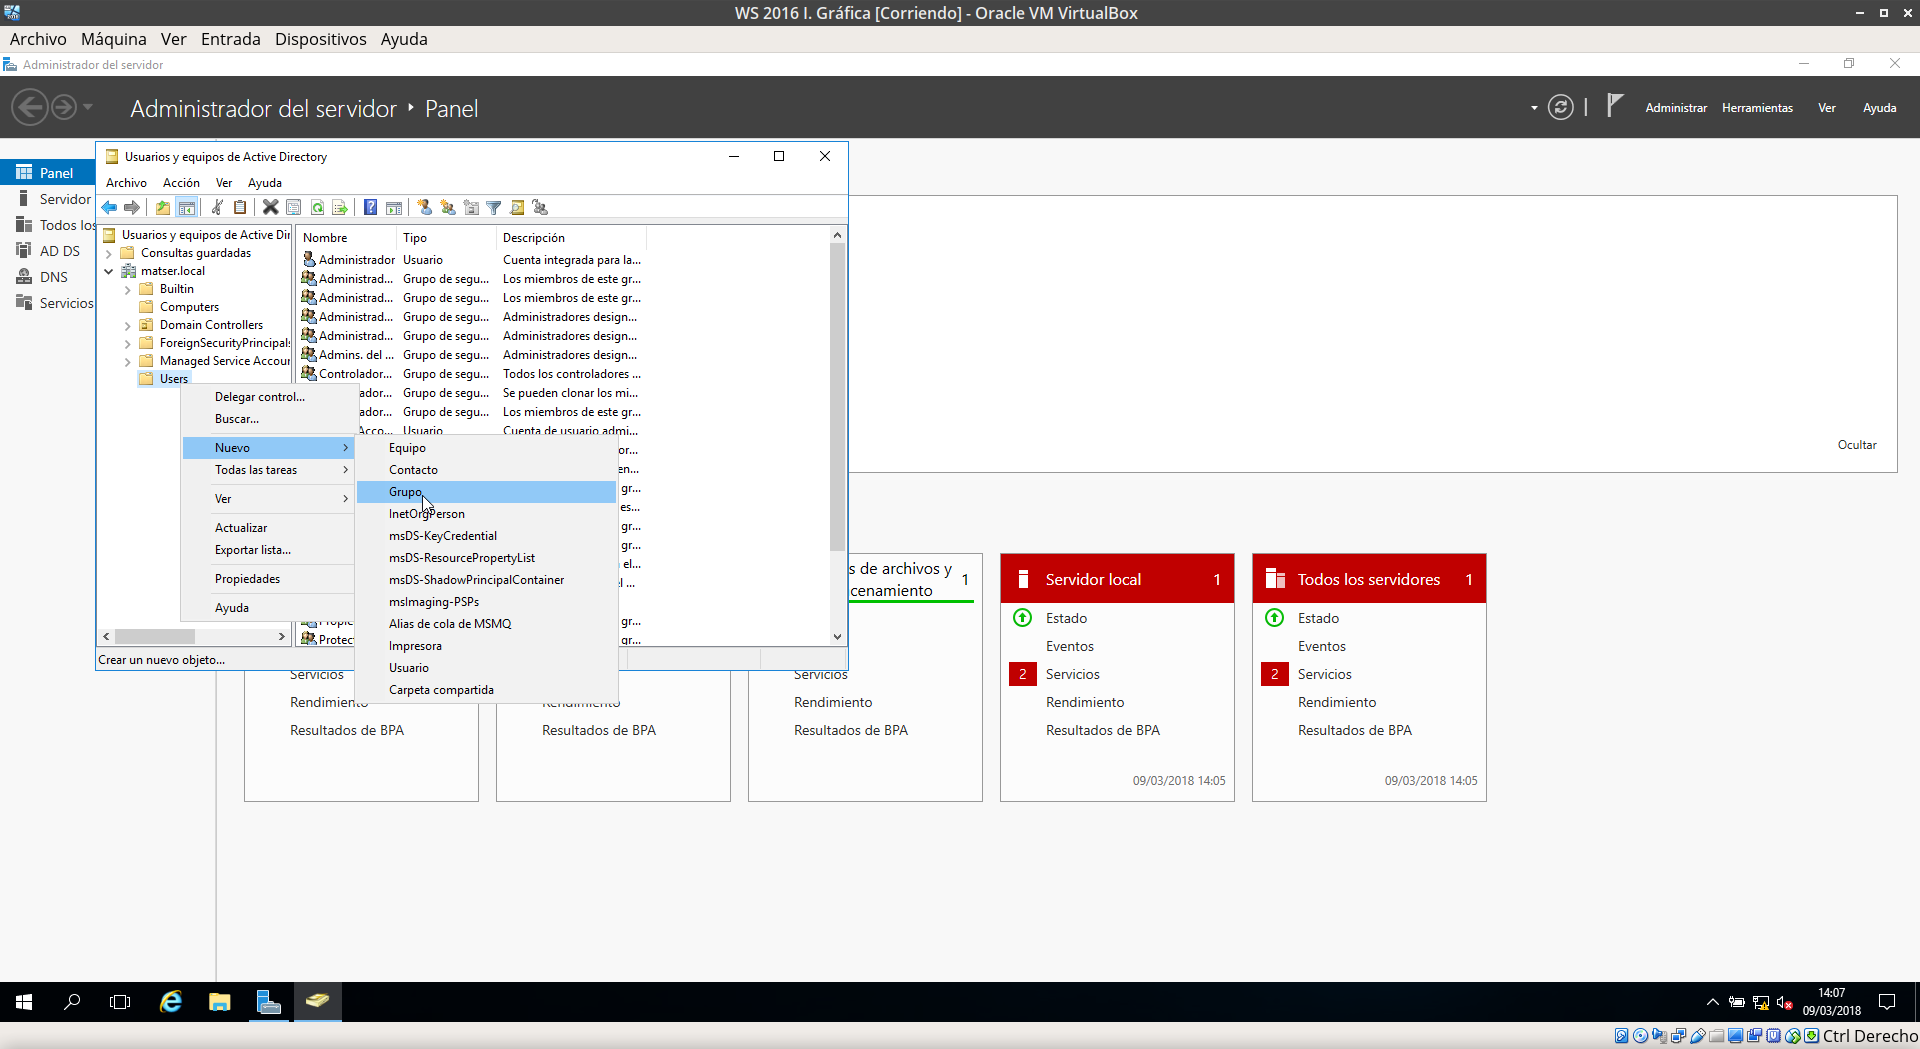 WS 2016 I. Gráfica [Corriendo] - Oracle VM VirtualBox
Archivo Máquina Ver Entrada Dispositivos Ayuda
Administrador del servidor
Administrador del servidor ‣ Panel
Administrar Herramientas Ver Ayuda
Panel
Servidor
Todos los
AD DS
DNS
Servicios
Usuarios y equipos de Active Directory
Archivo Acción Ver Ayuda
Usuarios y equipos de Active Dir
Consultas guardadas
matser.local
Builtin
Computers
Domain Controllers
ForeignSecurityPrincipals
Managed Service Accour
Users
Nombre Tipo Descripción
Administrador Usuario Cuenta integrada para la...
Administrad... Grupo de segu... Los miembros de este gr...
Administrad... Grupo de segu... Los miembros de este gr...
Administrad... Grupo de segu... Administradores design...
Administrad... Grupo de segu... Administradores design...
Admins. del ... Grupo de segu... Administradores design...
Controlador... Grupo de segu... Todos los controladores ...
ador... Grupo de segu... Se pueden clonar los mi...
ador... Grupo de segu... Los miembros de este gr...
Acco... Usuario Cuenta de usuario admi...
or...
en...
gr...
es...
gr...
gr...
el...
l ...
gr...
Protec gr...
Delegar control...
Buscar...
Nuevo
Todas las tareas
Ver
Actualizar
Exportar lista...
Propiedades
Ayuda
Equipo
Contacto
Grupo
InetOrgPerson
msDS-KeyCredential
msDS-ResourcePropertyList
msDS-ShadowPrincipalContainer
msImaging-PSPs
Alias de cola de MSMQ
Impresora
Usuario
Carpeta compartida
Crear un nuevo objeto...
Ocultar
Servicios
Rendimiento
Resultados de BPA
Rendimiento
Resultados de BPA
s de archivos y 1
cenamiento
Servicios
Rendimiento
Resultados de BPA
Servidor local 1
Estado
Eventos
2 Servicios
Rendimiento
Resultados de BPA
09/03/2018 14:05
Todos los servidores 1
Estado
Eventos
2 Servicios
Rendimiento
Resultados de BPA
09/03/2018 14:05
14:07
09/03/2018
Ctrl Derecho